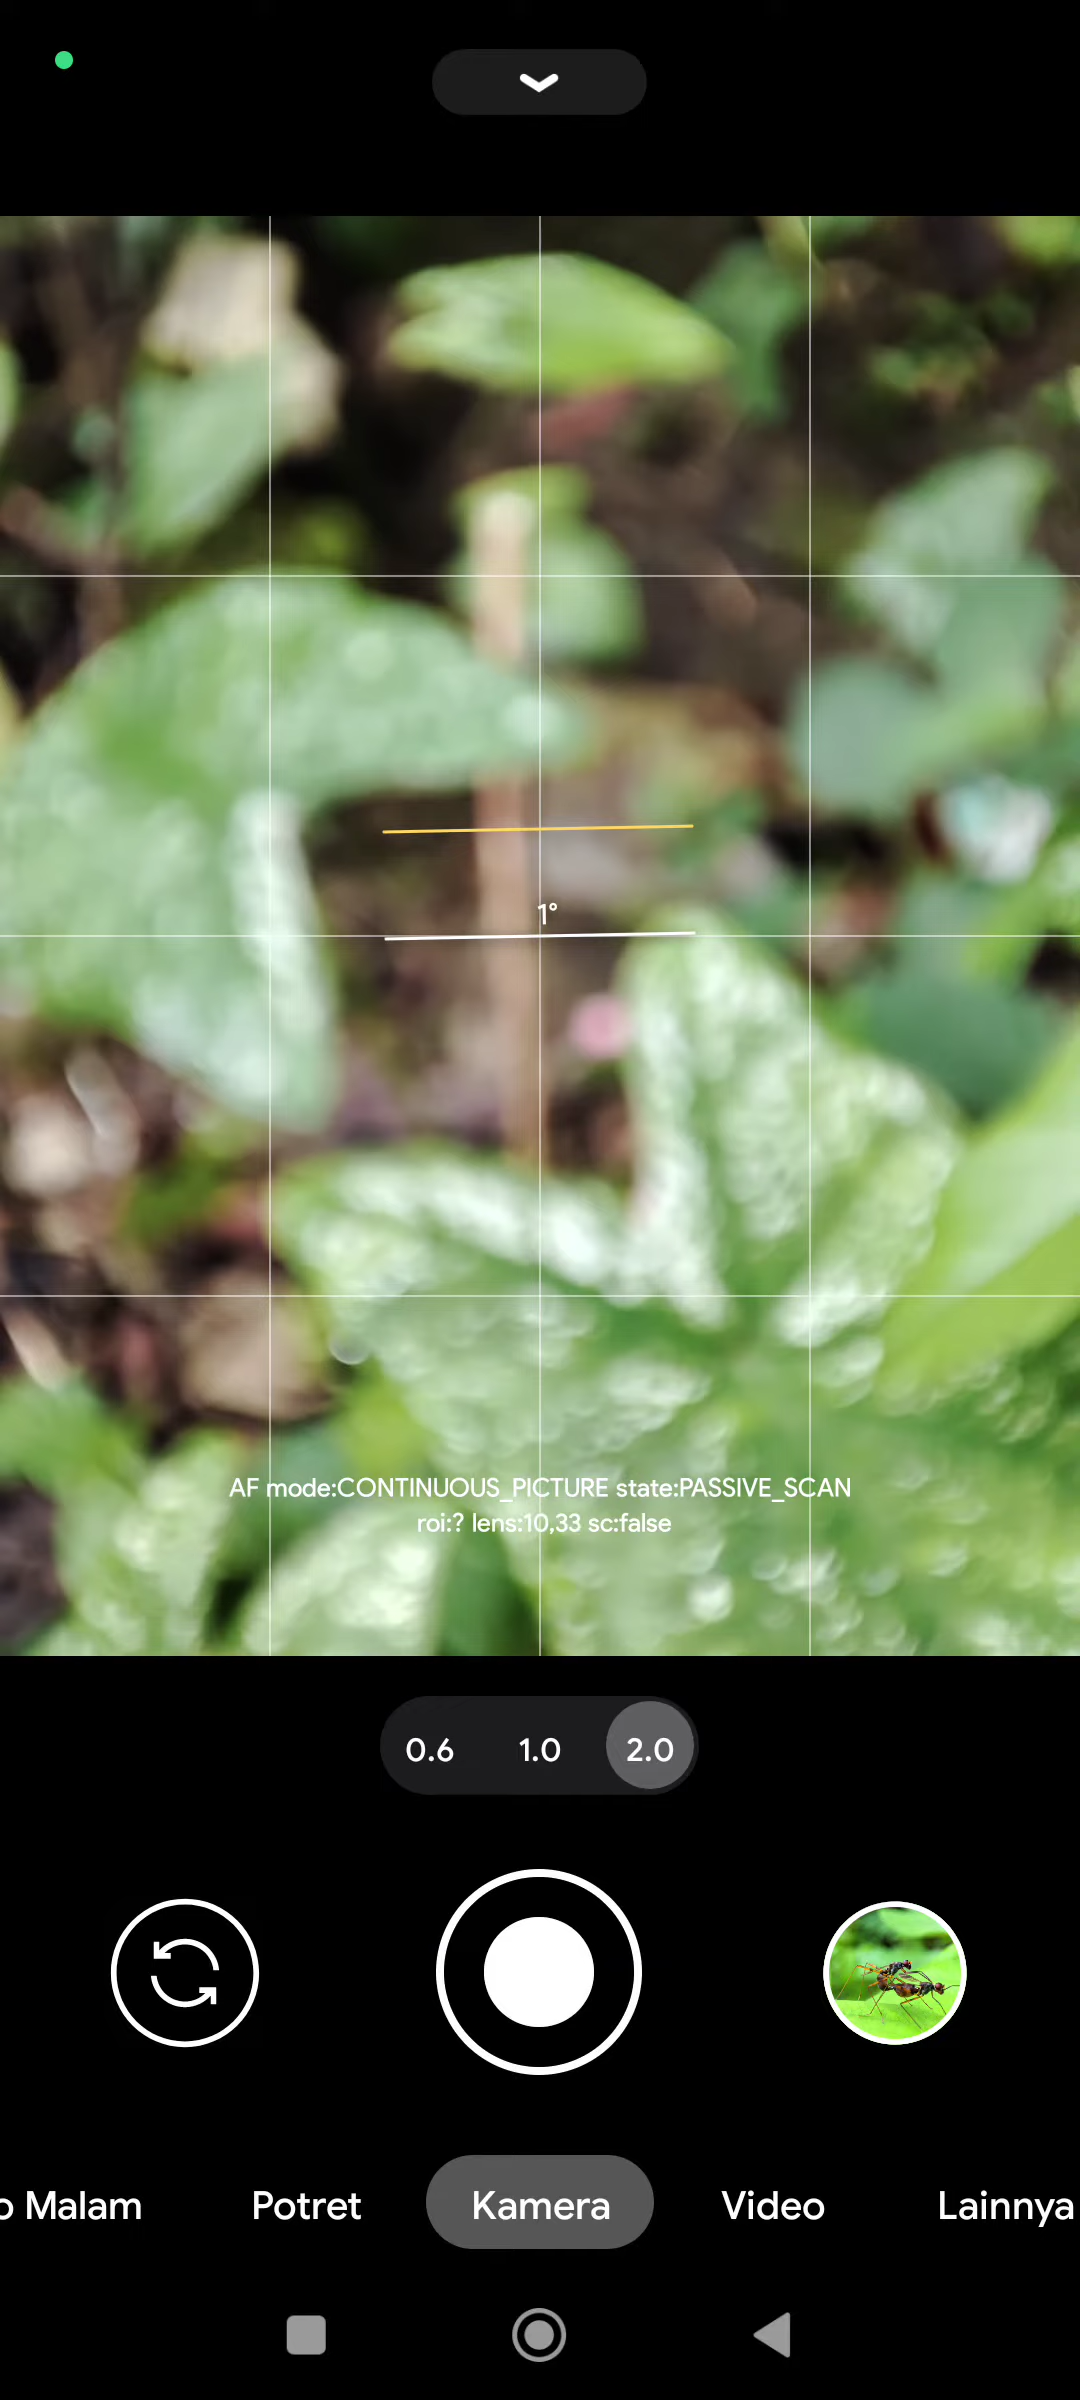 1°
AF mode:CONTINUOUS_PICTURE state:PASSIVE_SCAN
roi:? lens:10,33 sc:false
0.6 1.0 2.0
o Malam Potret Kamera Video Lainnya